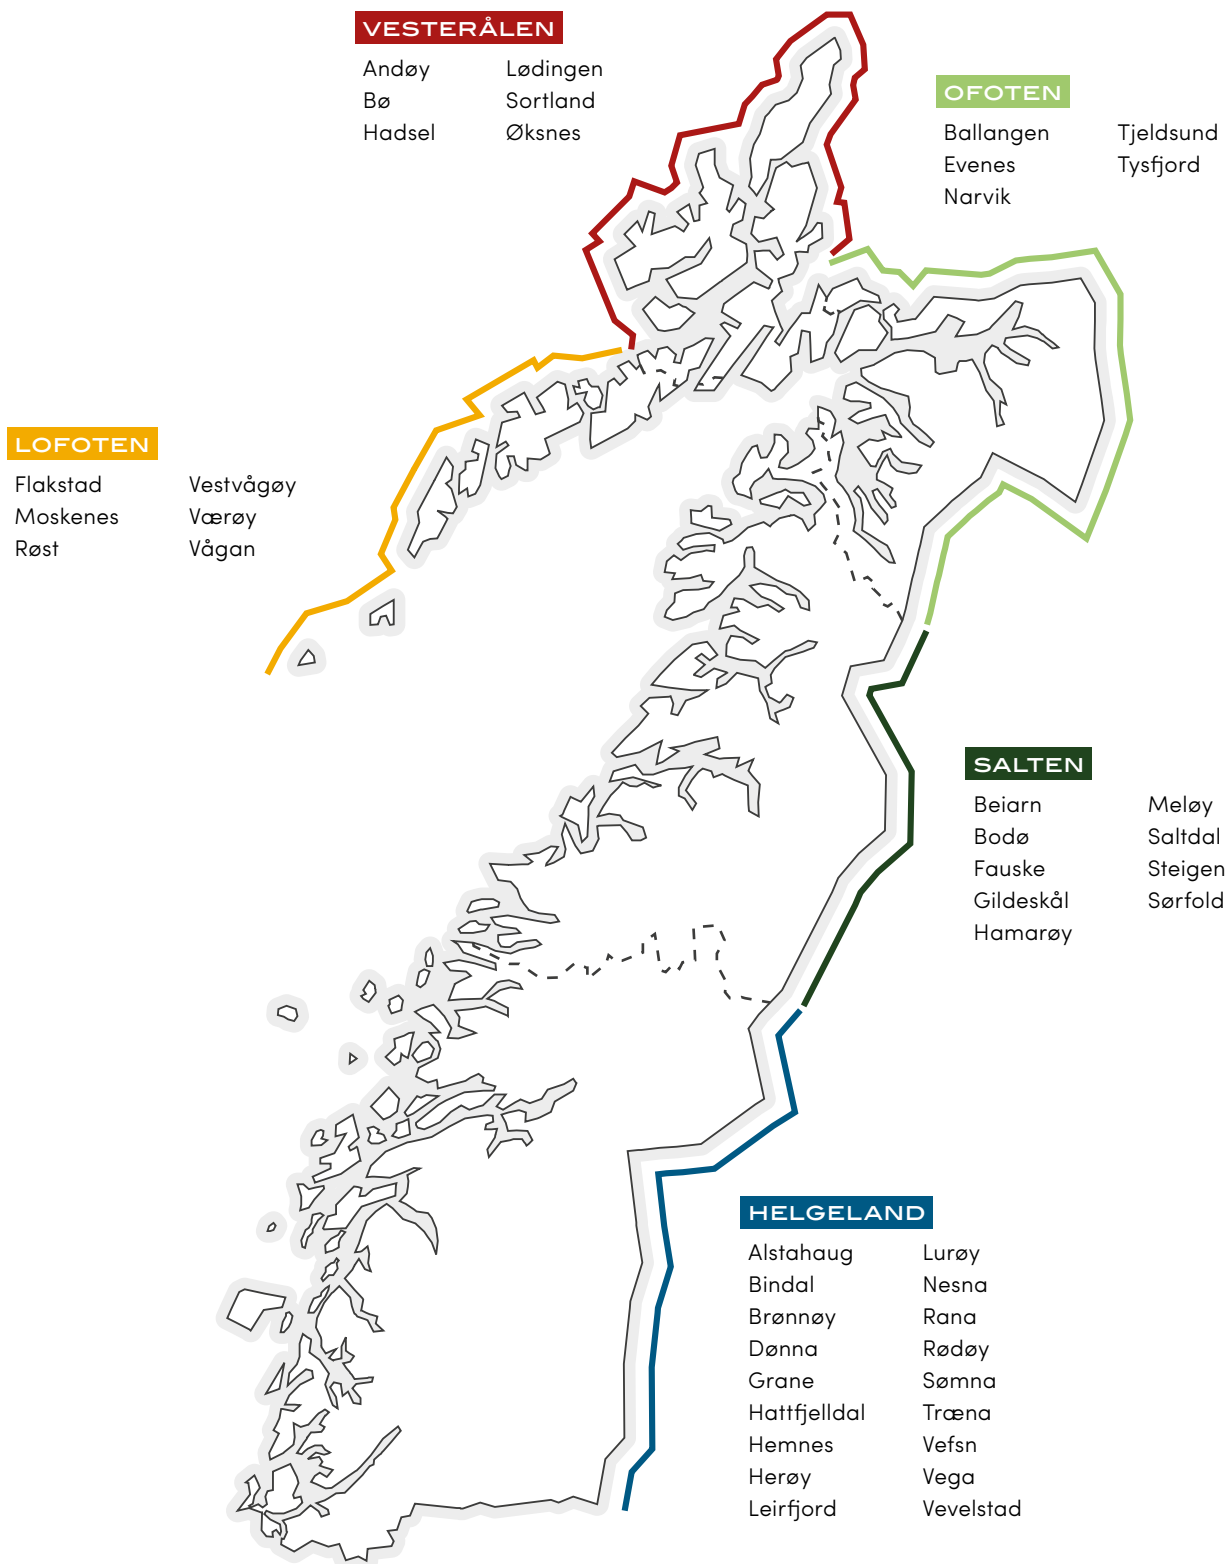 VESTERÅLEN
Andøy Lødingen
Bø Sortland
Hadsel Øksnes
OFOTEN
Ballangen Tjeldsund
Evenes Tysfjord
Narvik
LOFOTEN
Flakstad Vestvågøy
Moskenes Værøy
Røst Vågan
SALTEN
Beiarn Meløy
Bodø Saltdal
Fauske Steigen
Gildeskål Sørfold
Hamarøy
HELGELAND
Alstahaug Lurøy
Bindal Nesna
Brønnøy Rana
Dønna Rødøy
Grane Sømna
Hattfjelldal Træna
Hemnes Vefsn
Herøy Vega
Leirfjord Vevelstad